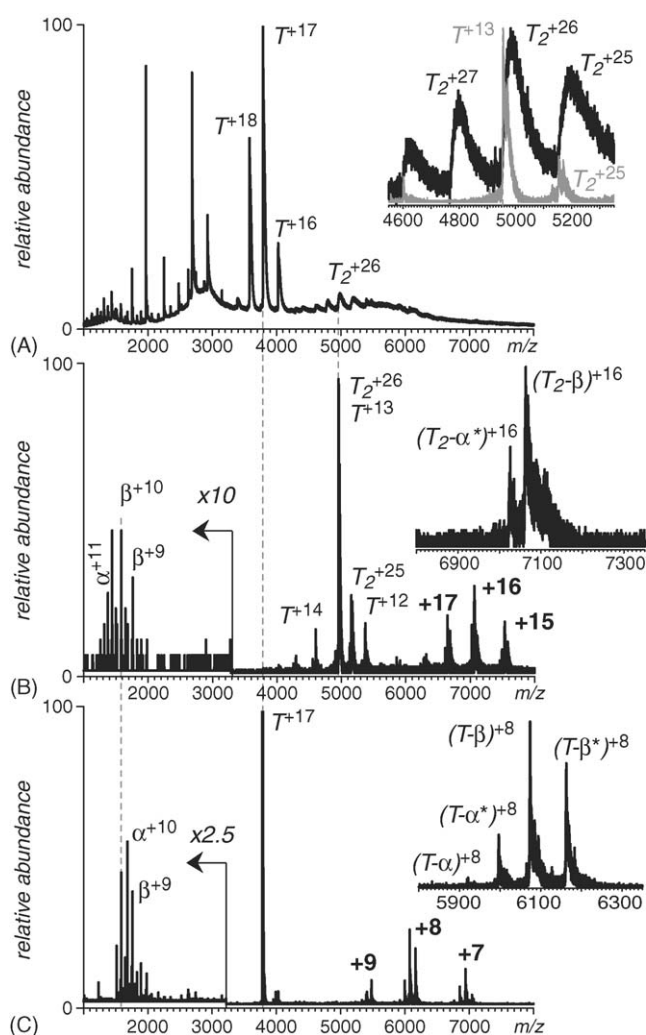 100
relative abundance
0
T+17
T+18
T+16
T2+26
T+13
T2+26
T2+27
T2+25
T2+25
4600 4800 5000 5200
2000 3000 4000 5000 6000 7000 m/z
(A)
100
relative abundance
0
β+10
α+11
β+9
x10
T2+26
T+13
T+14
T2+25
T+12
+17
+16
+15
(T2-β)+16
(T2-α*)+16
6900 7100 7300
2000 3000 4000 5000 6000 7000 m/z
(B)
100
relative abundance
0
T+17
α+10
β+9
x2.5
+9
+8
+7
(T-β)+8
(T-β*)+8
(T-α*)+8
(T-α)+8
5900 6100 6300
2000 3000 4000 5000 6000 7000 m/z
(C)